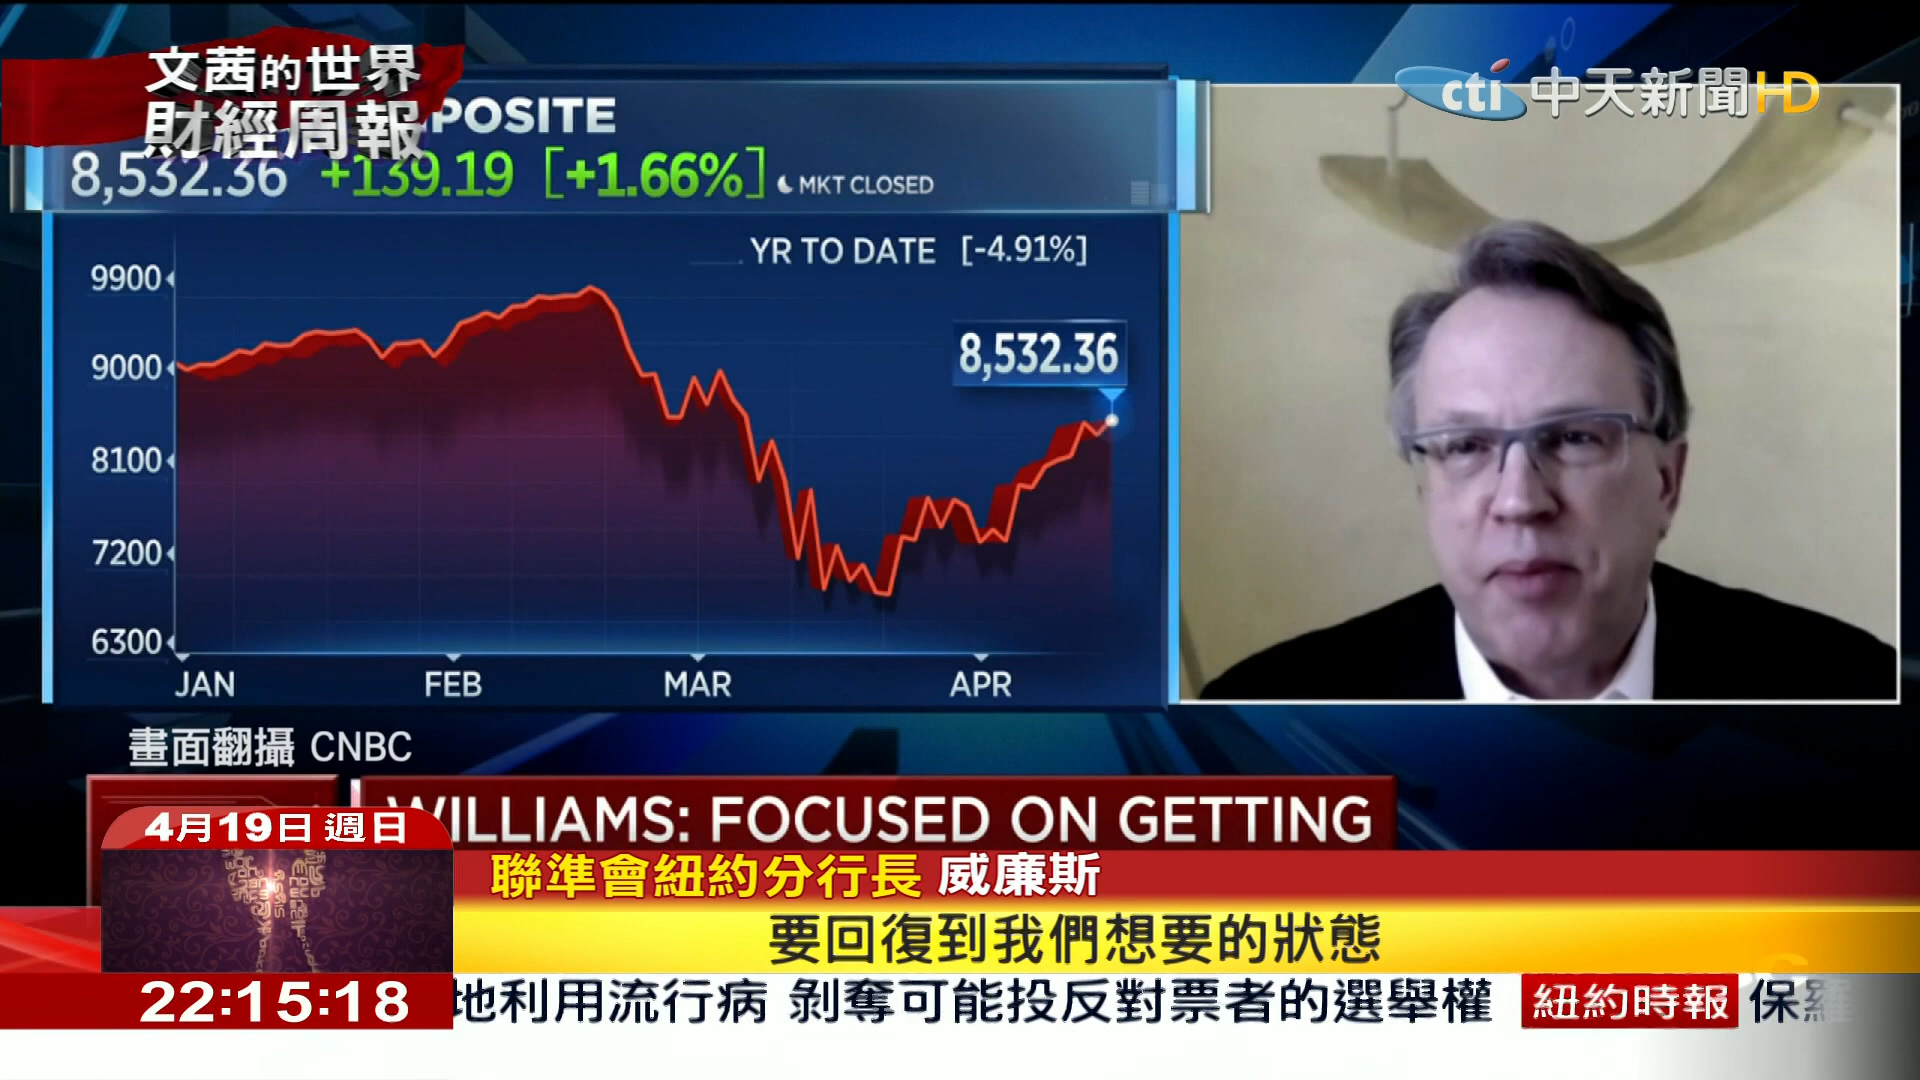 文茜的世界
財經周報
cti 中天新聞HD
POSITE
8,532.36 +139.19 [+1.66%] MKT CLOSED
YR TO DATE [-4.91%]
9900
9000
8100
7200
6300
8,532.36
JAN FEB MAR APR
畫面翻攝 CNBC
WILLIAMS: FOCUSED ON GETTING
4月19日 週日
聯準會紐約分行長 威廉斯
要回復到我們想要的狀態
22:15:18
地利用流行病 剝奪可能投反對票者的選舉權 紐約時報 保羅